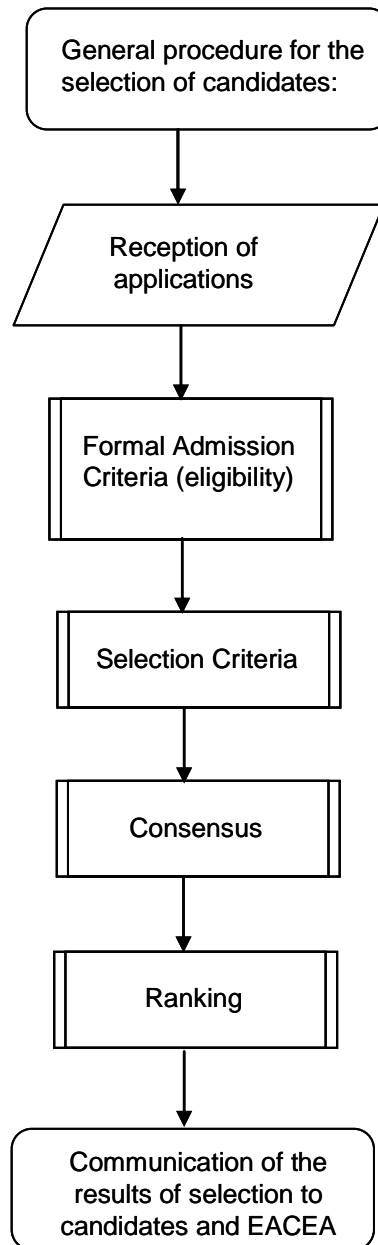 General procedure for the
selection of candidates:
Reception of
applications
Formal Admission
Criteria (eligibility)
Selection Criteria
Consensus
Ranking
Communication of the
results of selection to
candidates and EACEA